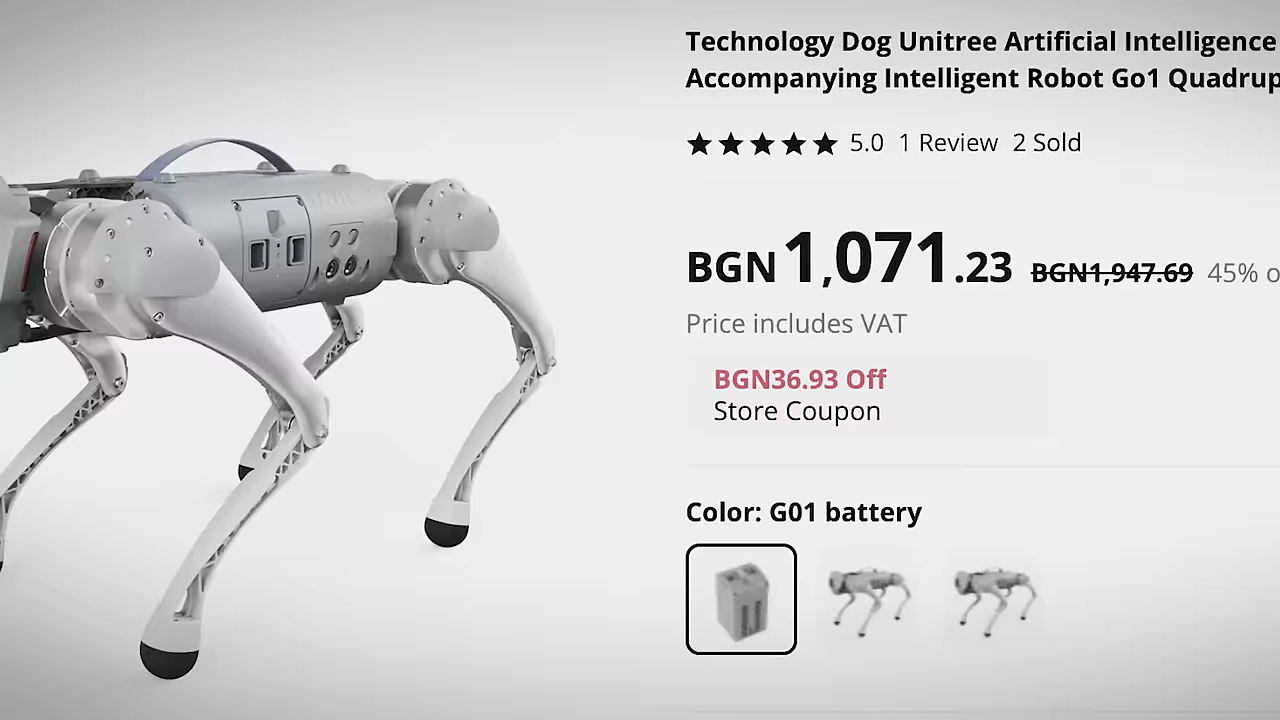 Technology Dog Unitree Artificial Intelligence
Accompanying Intelligent Robot Go1 Quadrup
5.0 1 Review 2 Sold
BGN1,071.23 BGN1,947.69 45% o
Price includes VAT
BGN36.93 Off
Store Coupon
Color: G01 battery